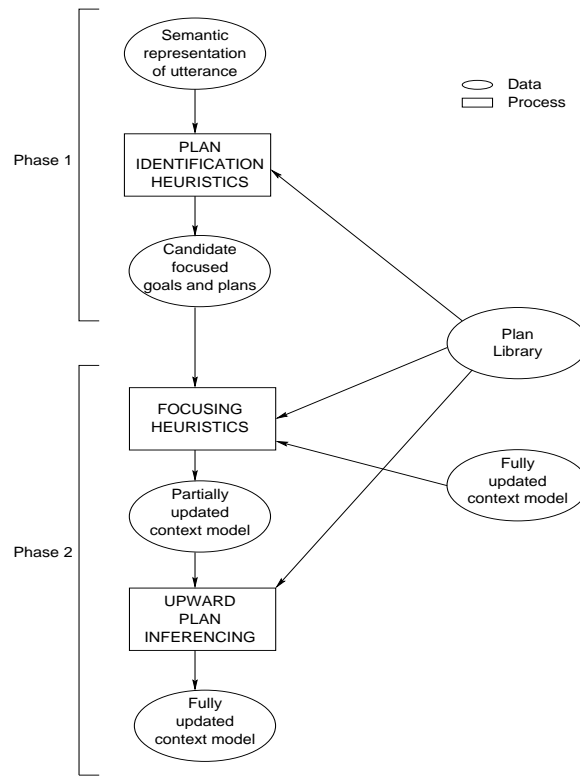 Semantic
representation
of utterance
Data
Process
Phase 1
PLAN
IDENTIFICATION
HEURISTICS
Candidate
focused
goals and plans
Plan
Library
FOCUSING
HEURISTICS
Fully
updated
context model
Partially
updated
context model
Phase 2
UPWARD
PLAN
INFERENCING
Fully
updated
context model